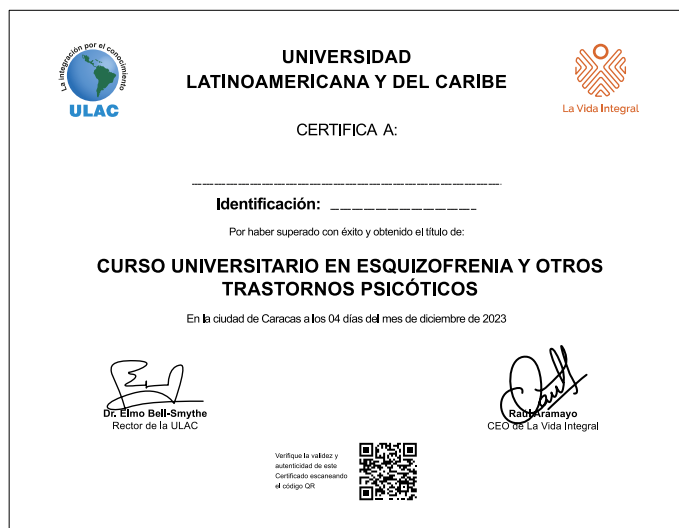 La integración por el conocimiento
ULAC
UNIVERSIDAD
LATINOAMERICANA Y DEL CARIBE
La Vida Integral
CERTIFICA A:
Identificación:
Por haber superado con éxito y obtenido el título de:
CURSO UNIVERSITARIO EN ESQUIZOFRENIA Y OTROS
TRASTORNOS PSICÓTICOS
En la ciudad de Caracas a los 04 días del mes de diciembre de 2023
Dr. Elmo Bell-Smythe
Rector de la ULAC
Raúl Aramayo
CEO de La Vida Integral
Verifique la validez y
autenticidad de este
Certificado escaneando
el código QR